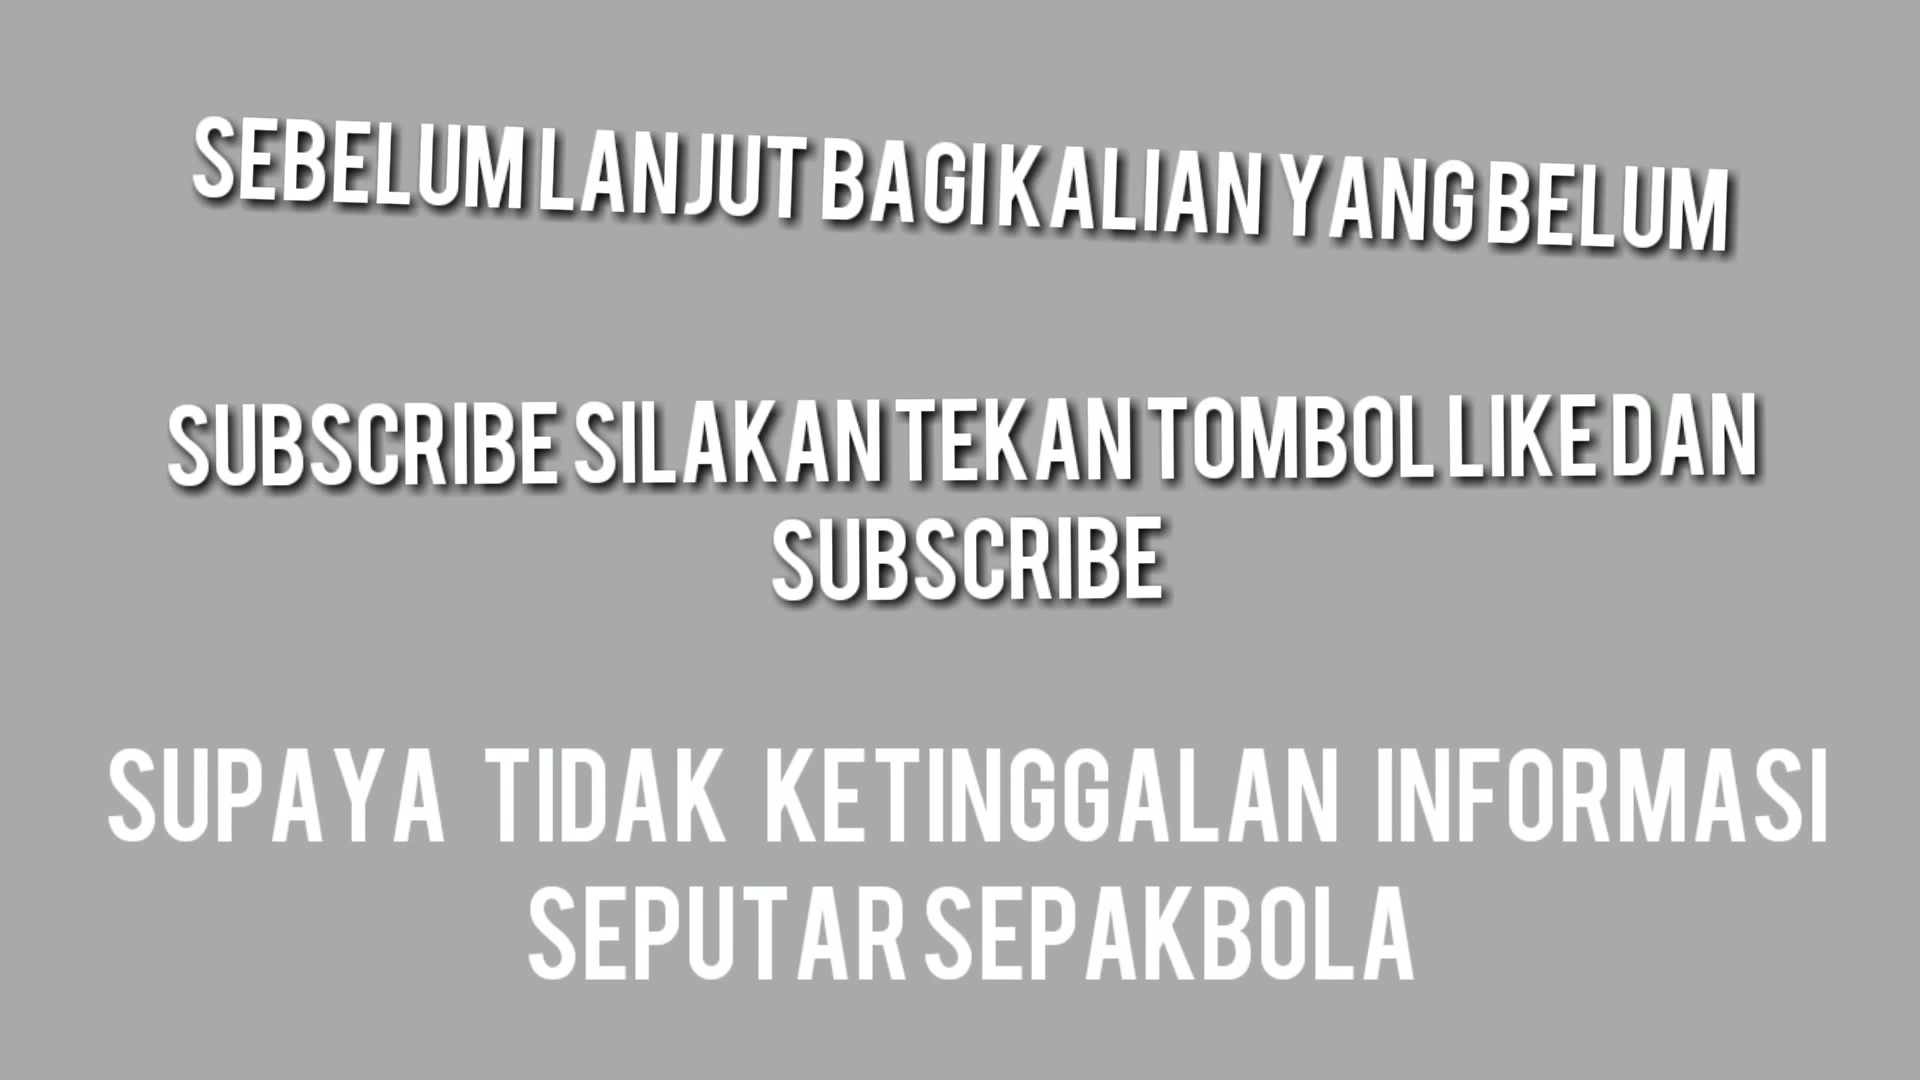 SEBELUM LANJUT BAGI KALIAN YANG BELUM
SUBSCRIBE SILAKAN TEKAN TOMBOL LIKE DAN
SUBSCRIBE
SUPAYA TIDAK KETINGGALAN INFORMASI
SEPUTAR SEPAKBOLA